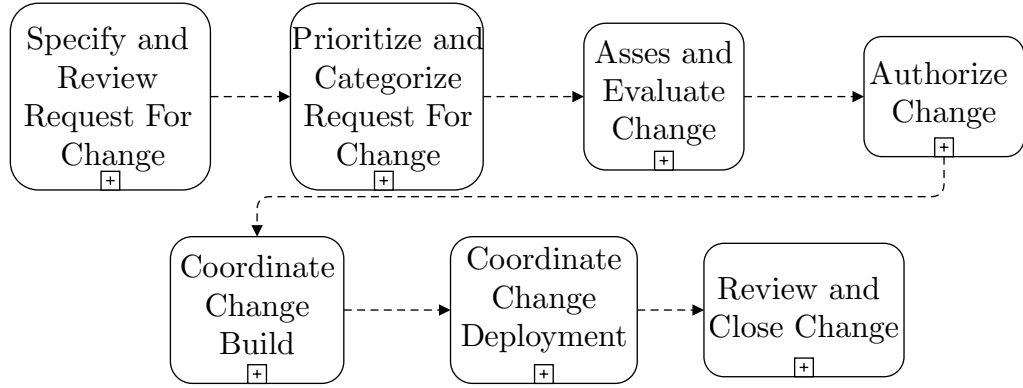 Specify and
Review
Request For
Change
+
Prioritize and
Categorize
Request For
Change
+
Asses and
Evaluate
Change
+
Authorize
Change
+
Coordinate
Change
Build
+
Coordinate
Change
Deployment
+
Review and
Close Change
+